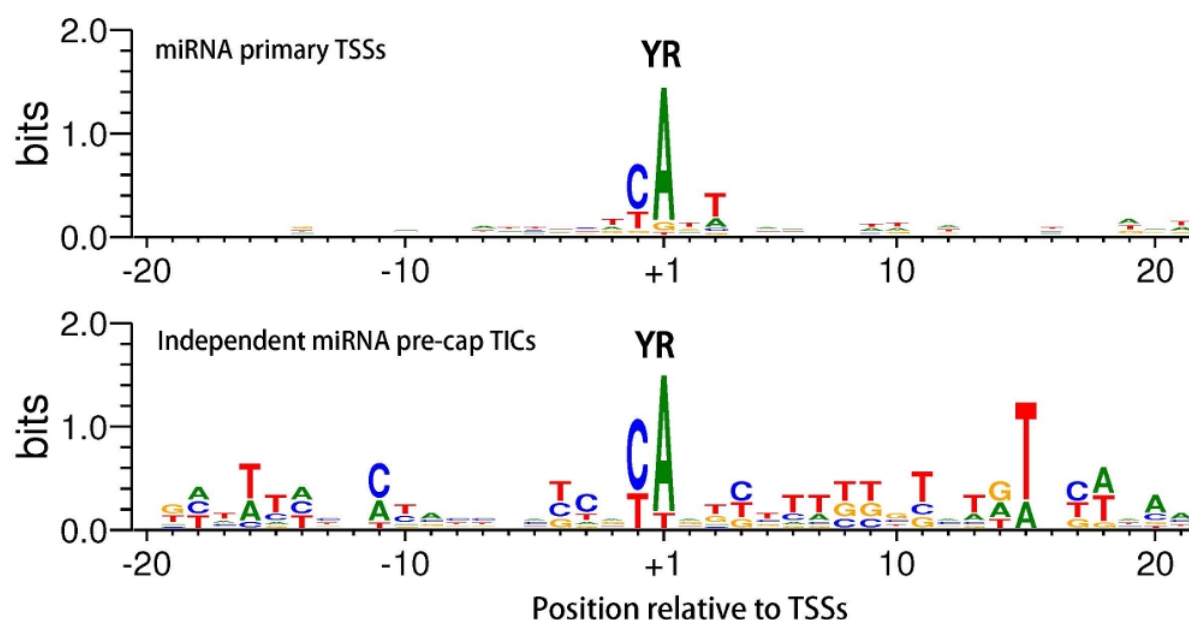 2.0
miRNA primary TSSs
YR
bits
1.0
CA
T
0.0
-20 -10 +1 10 20
2.0
Independent miRNA pre-cap TICs
YR
bits
1.0
0.0
-20 -10 +1 10 20
Position relative to TSSs